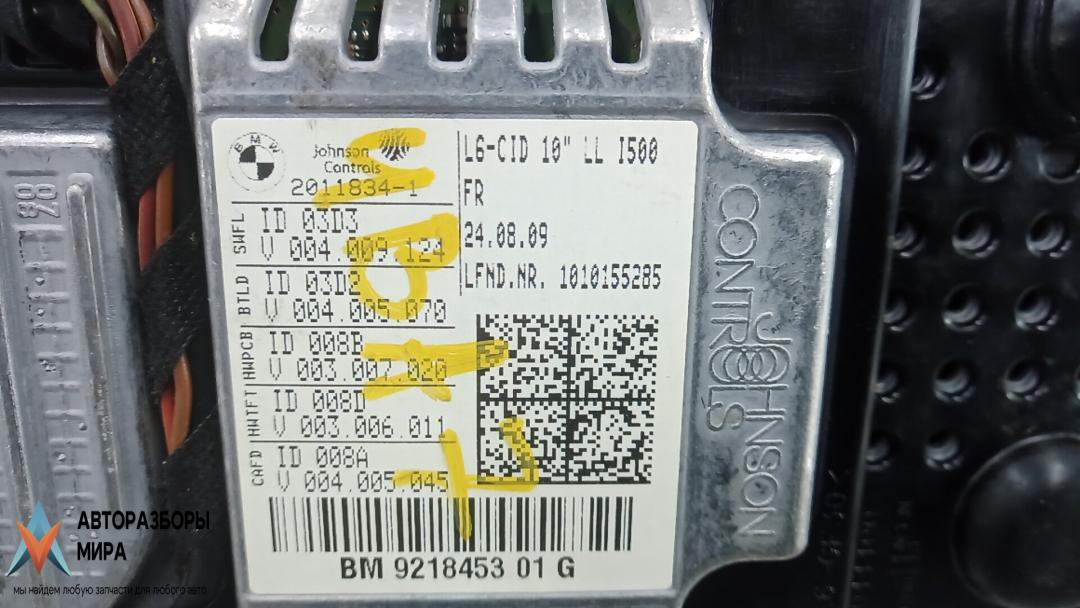 BMW
Johnson
Controls
2011834-1
L6-CID 10" LL I500
FR
24.08.09
LFND.NR. 1010155285
SWFL
ID 03D3
V 004.009.124
BTLD
ID 03D2
V 004.005.070
HWPCB
ID 008B
V 003.007.020
HWTFT
ID 008D
V 003.006.011
CAFD
ID 008A
V 004.005.045
BM 9218453 01 G
JOHNSON
CONTROLS
АВТОРАЗБОРЫ
МИРА
мы найдем любую запчасти для любого авто